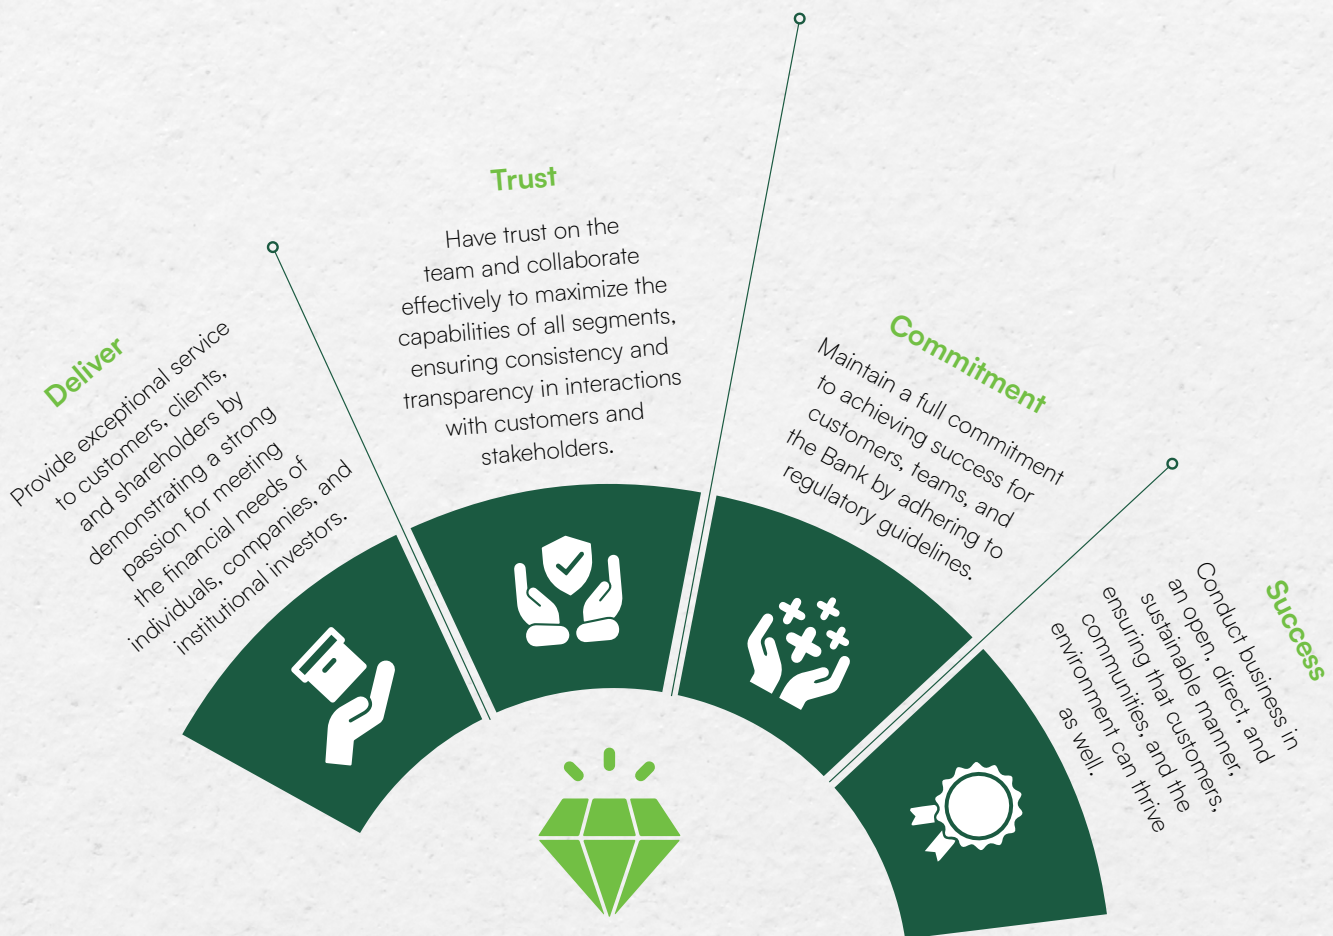 Deliver
Provide exceptional service
to customers, clients,
and shareholders by
demonstrating a strong
passion for meeting
the financial needs of
individuals, companies, and
institutional investors.
Trust
Have trust on the
team and collaborate
effectively to maximize the
capabilities of all segments,
ensuring consistency and
transparency in interactions
with customers and
stakeholders.
Commitment
Maintain a full commitment
to achieving success for
customers, teams, and
the Bank by adhering to
regulatory guidelines.
Success
Conduct business in
an open, direct, and
sustainable manner,
ensuring that customers,
communities, and the
environment can thrive
as well.